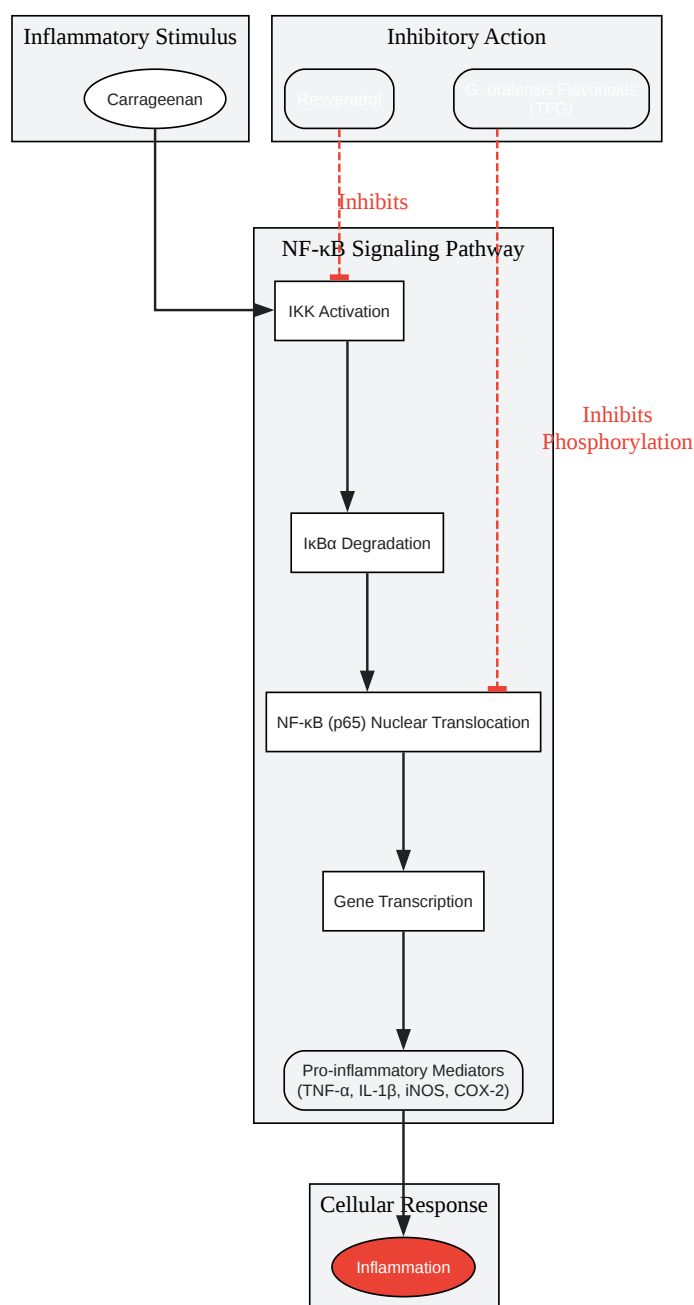 Inflammatory Stimulus
Inhibitory Action
Carrageenan
Resveratrol
G. uralensis Flavonoids
(TFG)
Inhibits
NF-κB Signaling Pathway
IKK Activation
Inhibits
Phosphorylation
IκBα Degradation
NF-κB (p65) Nuclear Translocation
Gene Transcription
Pro-inflammatory Mediators
(TNF-α, IL-1β, iNOS, COX-2)
Cellular Response
Inflammation